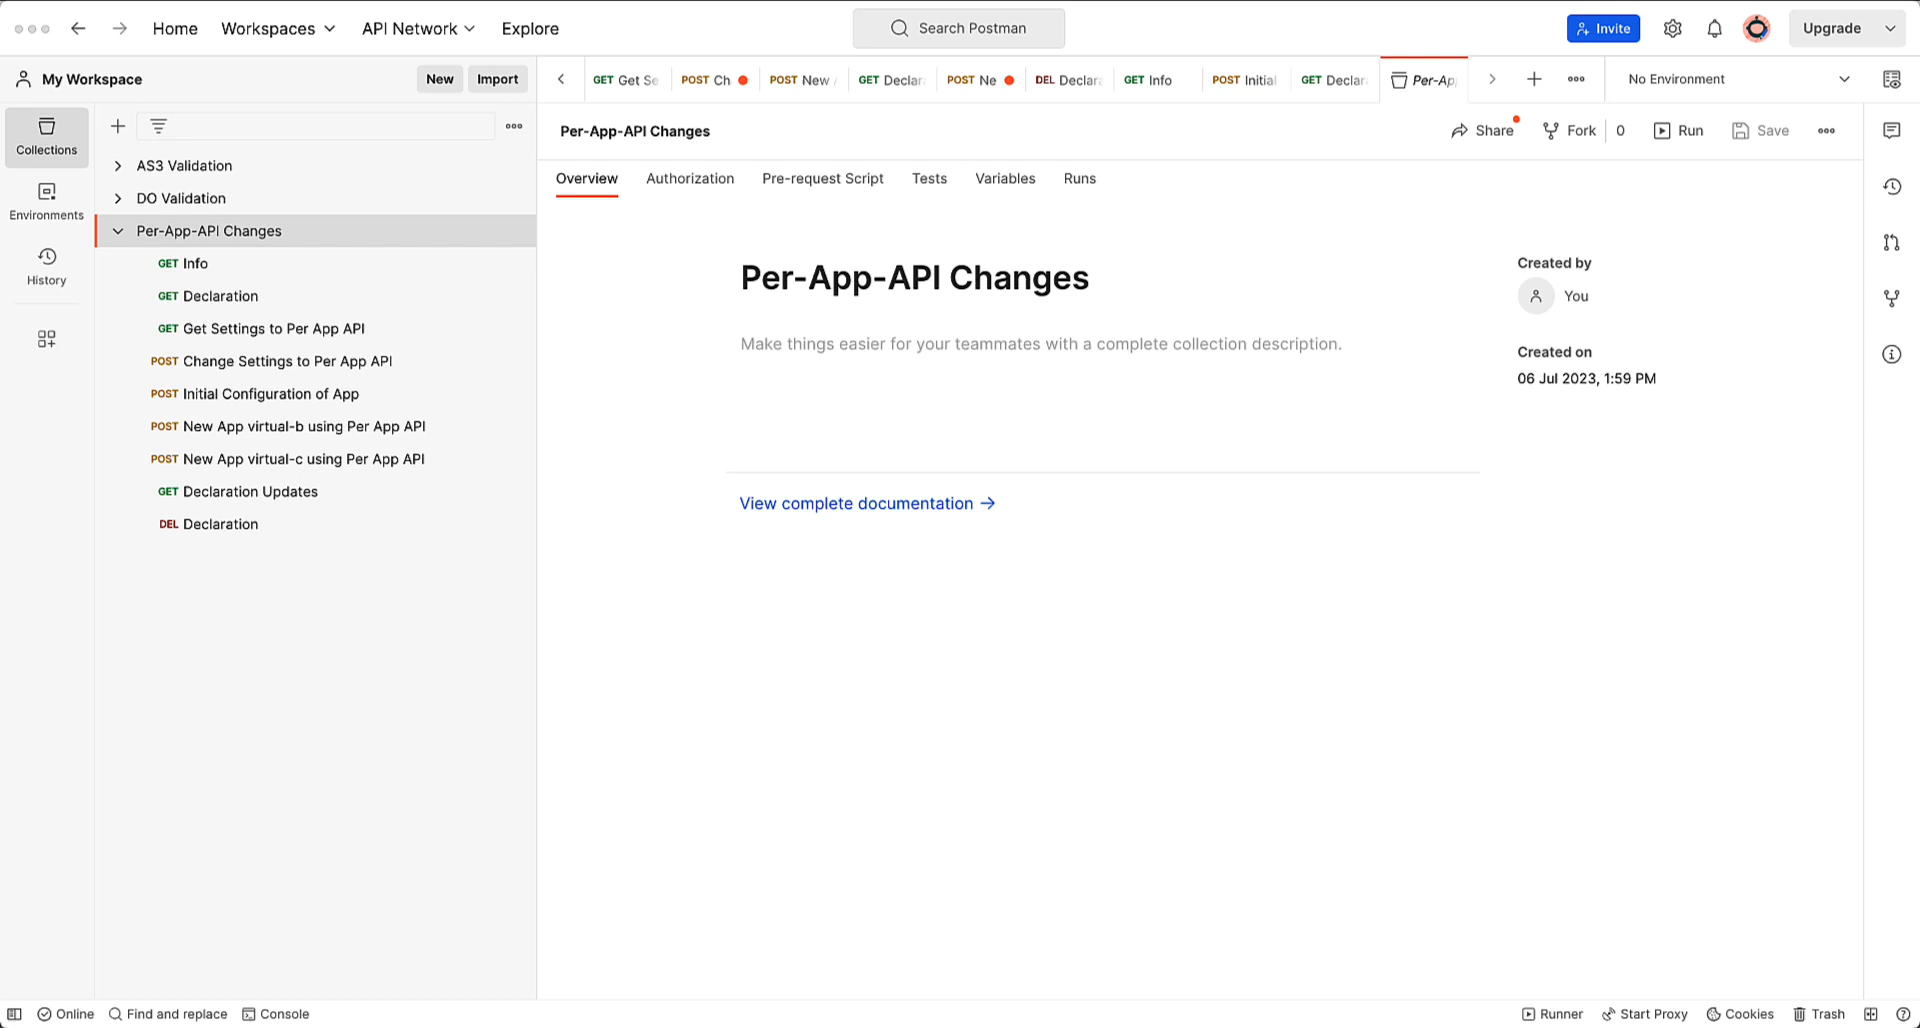 Home Workspaces API Network Explore Search Postman Invite Upgrade
My Workspace New Import GET Get Se POST Ch POST New GET Declar POST Ne DEL Declar GET Info POST Initial GET Declar Per-Ap No Environment
Collections
Environments
History
AS3 Validation
DO Validation
Per-App-API Changes
GET Info
GET Declaration
GET Get Settings to Per App API
POST Change Settings to Per App API
POST Initial Configuration of App
POST New App virtual-b using Per App API
POST New App virtual-c using Per App API
GET Declaration Updates
DEL Declaration
Per-App-API Changes Share Fork 0 Run Save
Overview Authorization Pre-request Script Tests Variables Runs
Per-App-API Changes
Make things easier for your teammates with a complete collection description.
View complete documentation →
Created by
You
Created on
06 Jul 2023, 1:59 PM
Online Find and replace Console Runner Start Proxy Cookies Trash